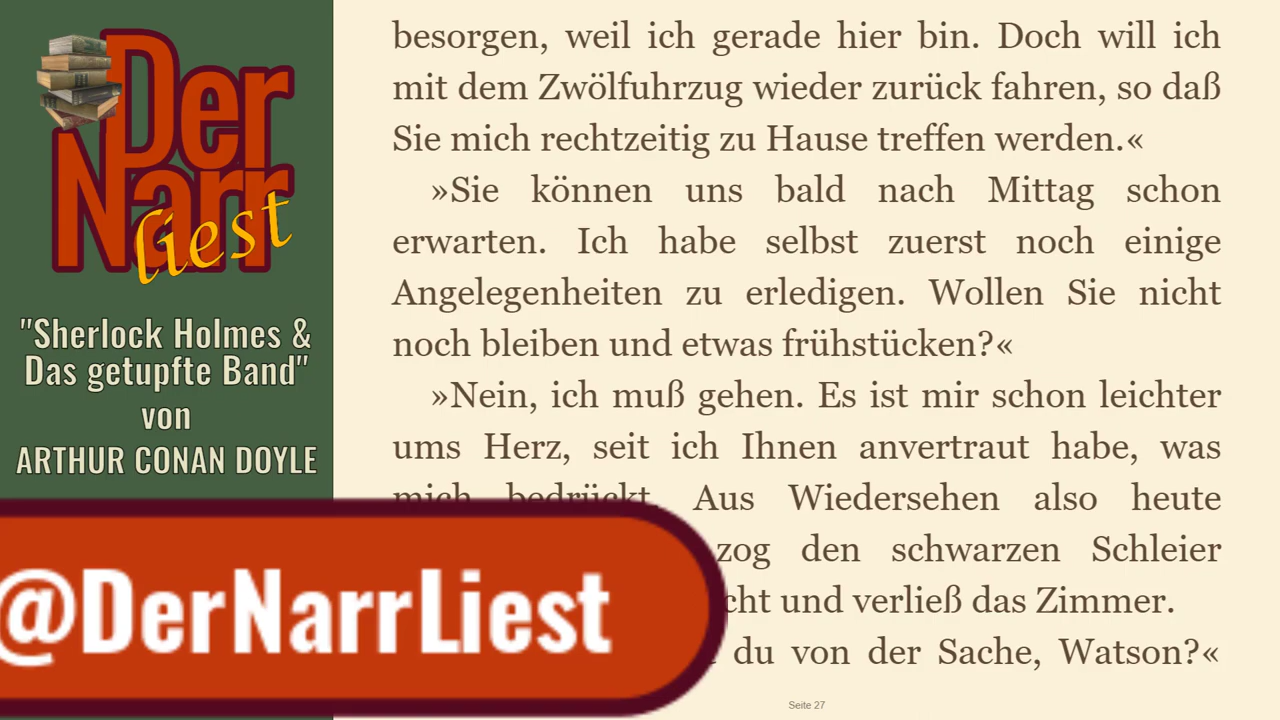 Der
Narr
liest
"Sherlock Holmes &
Das getupfte Band"
von
ARTHUR CONAN DOYLE
besorgen, weil ich gerade hier bin. Doch will ich
mit dem Zwölfuhrzug wieder zurück fahren, so daß
Sie mich rechtzeitig zu Hause treffen werden.«
»Sie können uns bald nach Mittag schon
erwarten. Ich habe selbst zuerst noch einige
Angelegenheiten zu erledigen. Wollen Sie nicht
noch bleiben und etwas frühstücken?«
»Nein, ich muß gehen. Es ist mir schon leichter
ums Herz, seit ich Ihnen anvertraut habe, was
mich bedrückt. Aus Wiedersehen also heute
zog den schwarzen Schleier
cht und verließ das Zimmer.
du von der Sache, Watson?«
@DerNarrLiest
Seite 27